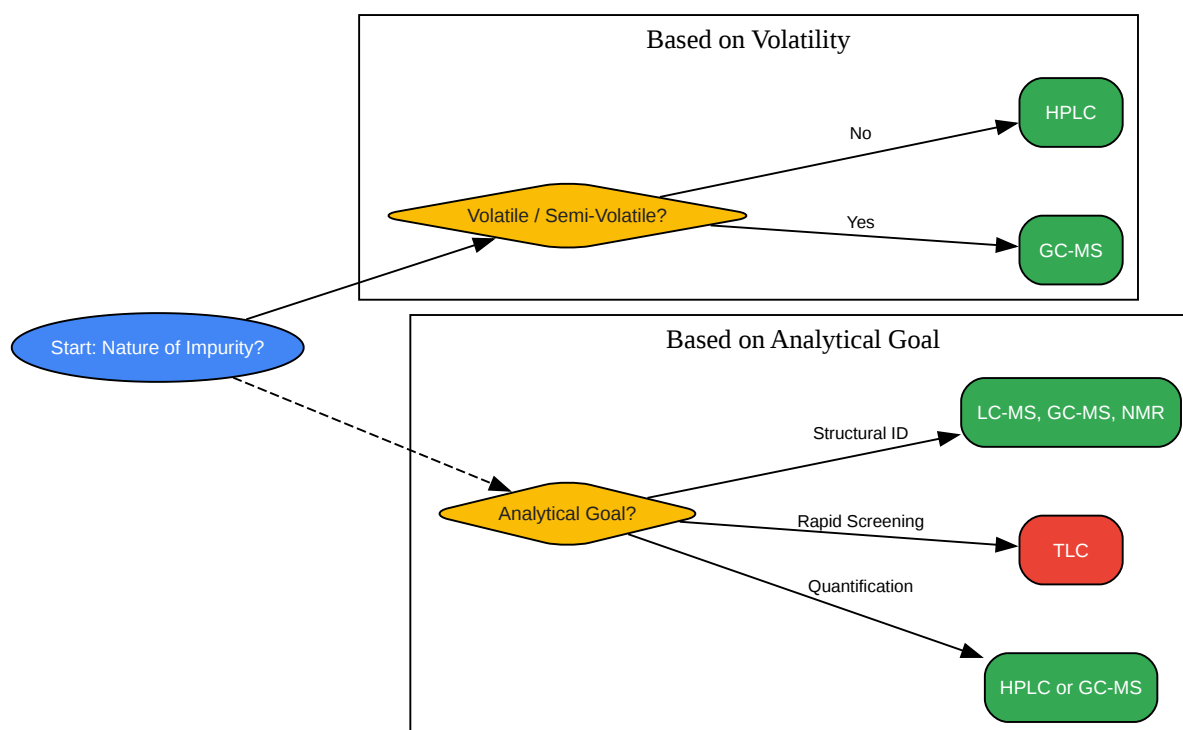 Based on Volatility
HPLC
No
Volatile / Semi-Volatile?
Yes
GC-MS
Start: Nature of Impurity?
Based on Analytical Goal
LC-MS, GC-MS, NMR
Structural ID
Analytical Goal?
Rapid Screening
TLC
Quantification
HPLC or GC-MS